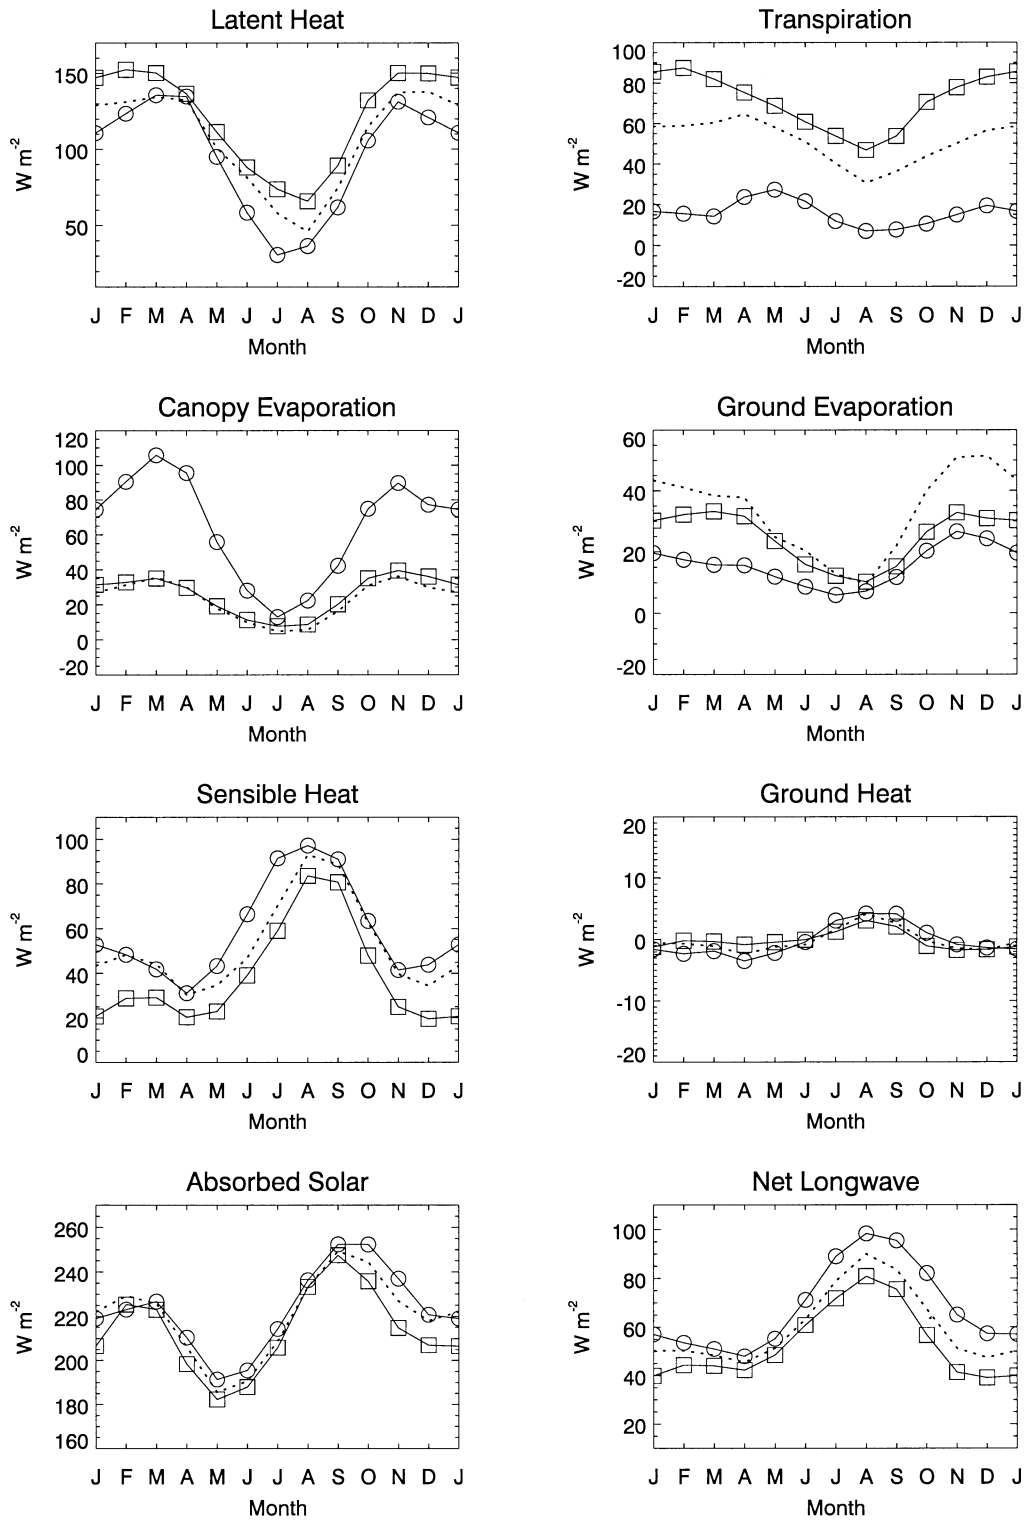 Latent Heat
150
100
50
W m-2
J F M A M J J A S O N D J
Month
Transpiration
100
80
60
40
20
0
-20
W m-2
J F M A M J J A S O N D J
Month
Canopy Evaporation
120
100
80
60
40
20
0
-20
W m-2
J F M A M J J A S O N D J
Month
Ground Evaporation
60
40
20
0
-20
W m-2
J F M A M J J A S O N D J
Month
Sensible Heat
100
80
60
40
20
0
W m-2
J F M A M J J A S O N D J
Month
Ground Heat
20
10
0
-10
-20
W m-2
J F M A M J J A S O N D J
Month
Absorbed Solar
260
240
220
200
180
160
W m-2
J F M A M J J A S O N D J
Month
Net Longwave
100
80
60
40
20
W m-2
J F M A M J J A S O N D J
Month